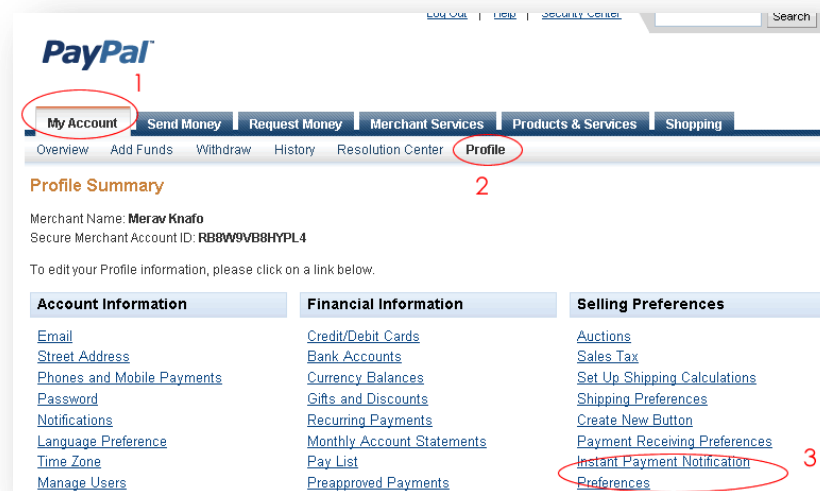 Log Out | Help | Security Center Search
PayPal
1
My Account Send Money Request Money Merchant Services Products & Services Shopping
Overview Add Funds Withdraw History Resolution Center Profile
2
Profile Summary
Merchant Name: Merav Knafo
Secure Merchant Account ID: RB8W9VB8HYPL4
To edit your Profile information, please click on a link below.
Account Information
Email
Street Address
Phones and Mobile Payments
Password
Notifications
Language Preference
Time Zone
Manage Users
Financial Information
Credit/Debit Cards
Bank Accounts
Currency Balances
Gifts and Discounts
Recurring Payments
Monthly Account Statements
Pay List
Preapproved Payments
Selling Preferences
Auctions
Sales Tax
Set Up Shipping Calculations
Shipping Preferences
Create New Button
Payment Receiving Preferences
Instant Payment Notification
Preferences
3